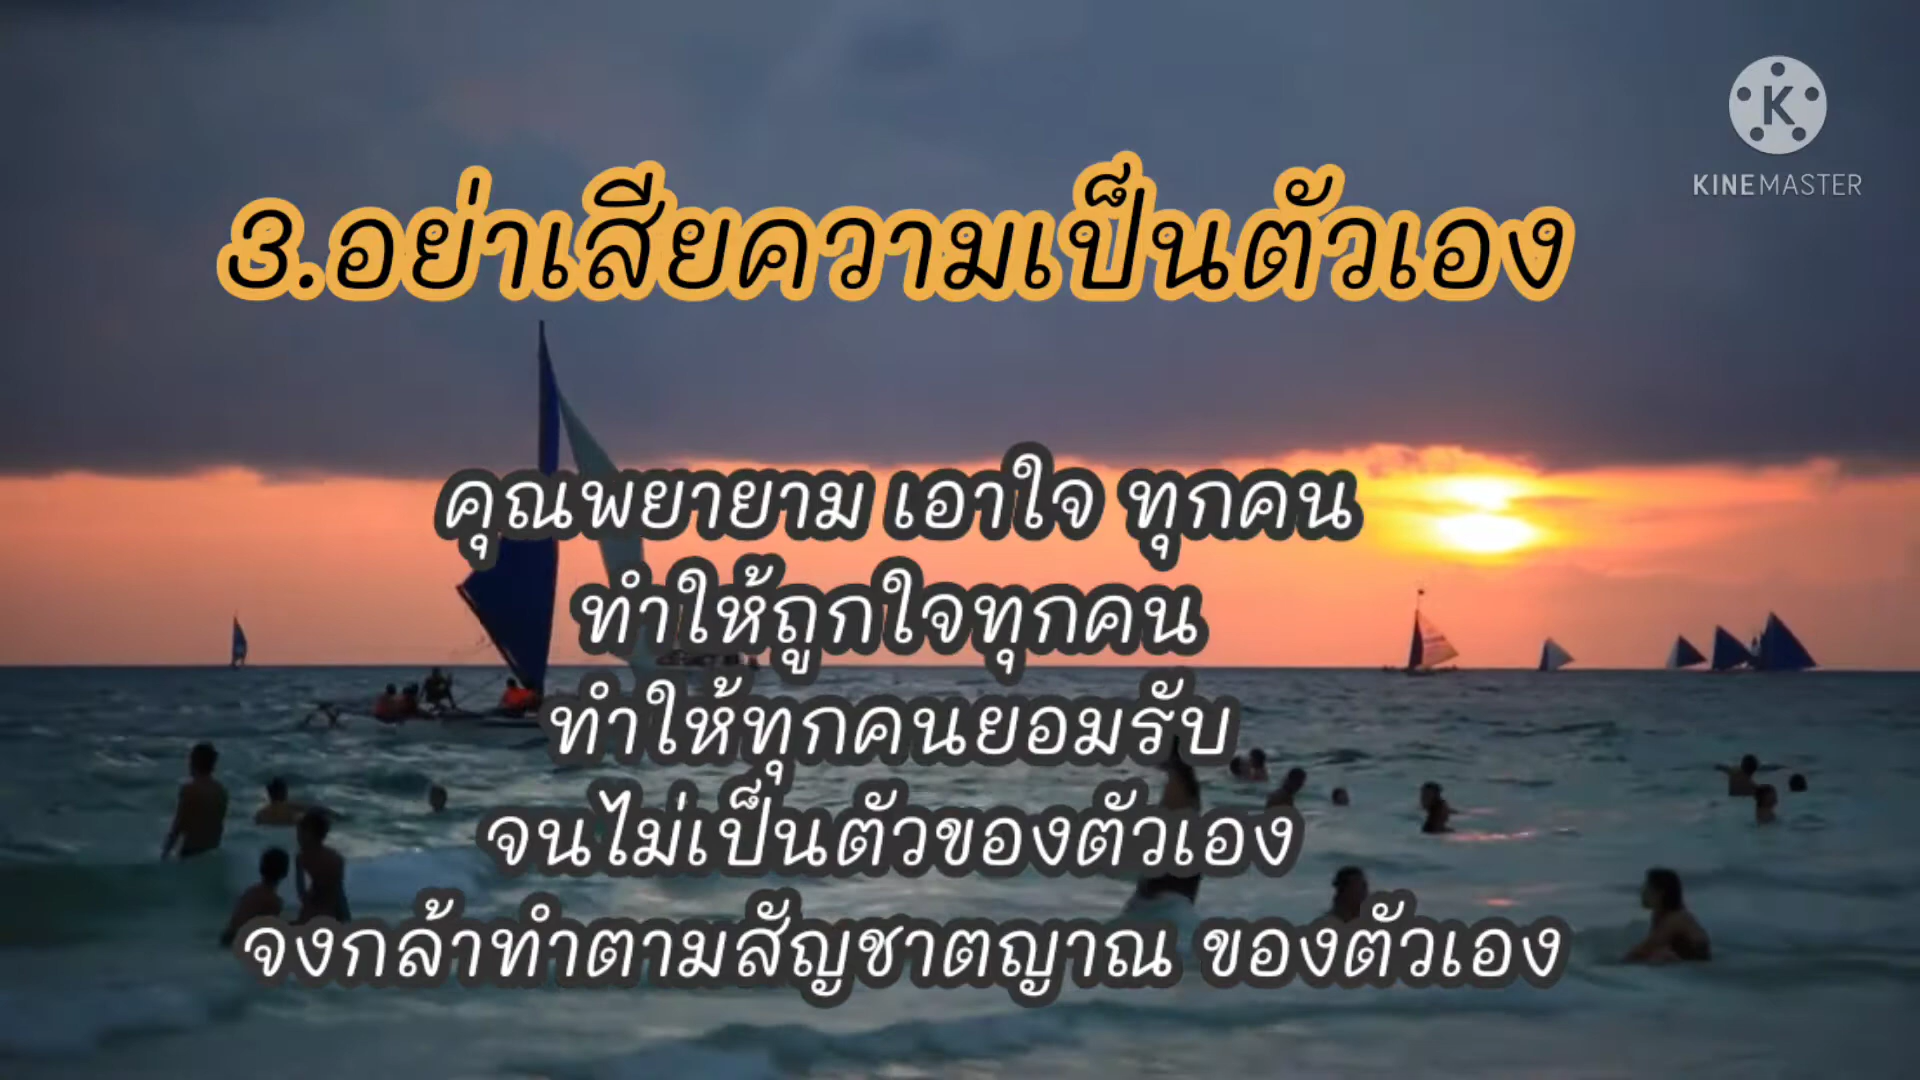 KINEMASTER
3.อย่าเสียความเป็นตัวเอง
คุณพยายาม เอาใจ ทุกคน
ทำให้ถูกใจทุกคน
ทำให้ทุกคนยอมรับ
จนไม่เป็นตัวของตัวเอง
จงกล้าทำตามสัญชาตญาณ ของตัวเอง